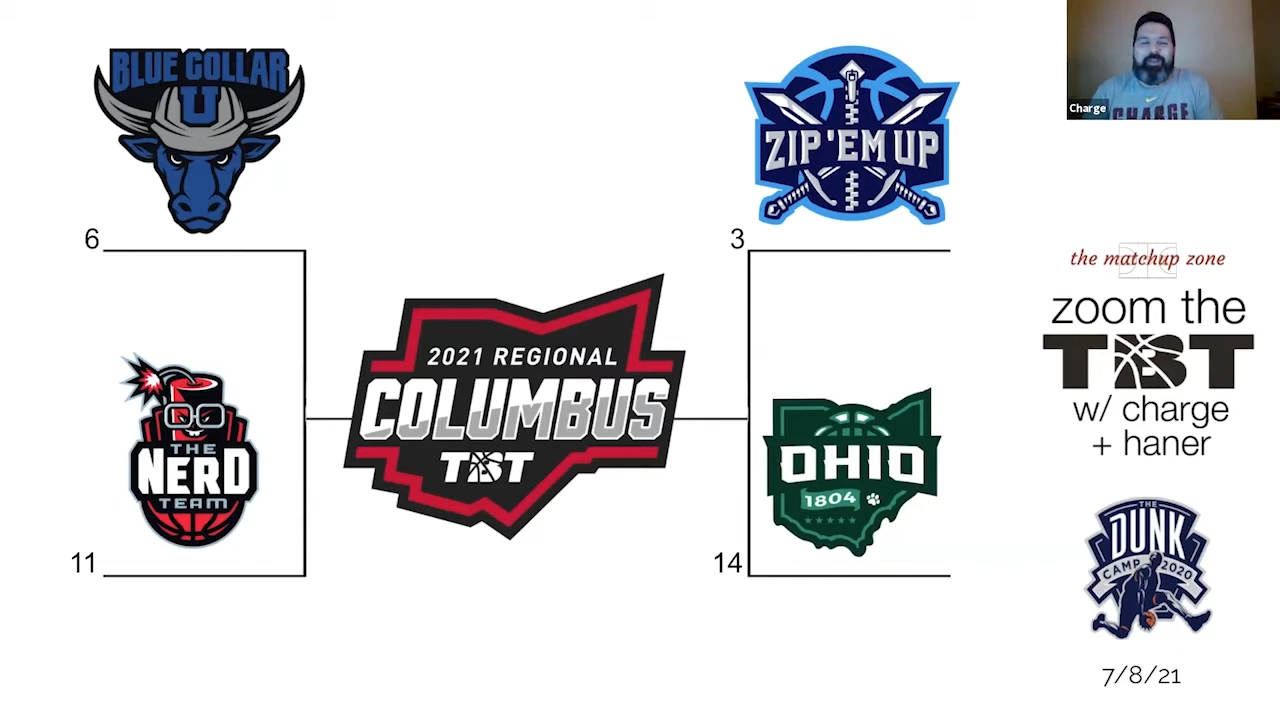 BLUE COLLAR
U
6
THE
NERD
TEAM
11
2021 REGIONAL
COLUMBUS
TBT
ZIP 'EM UP
3
OHIO
1804
14
Charge
CHARGE
the matchup zone
zoom the
TBT
w/ charge
+ haner
THE
DUNK
CAMP 2020
7/8/21